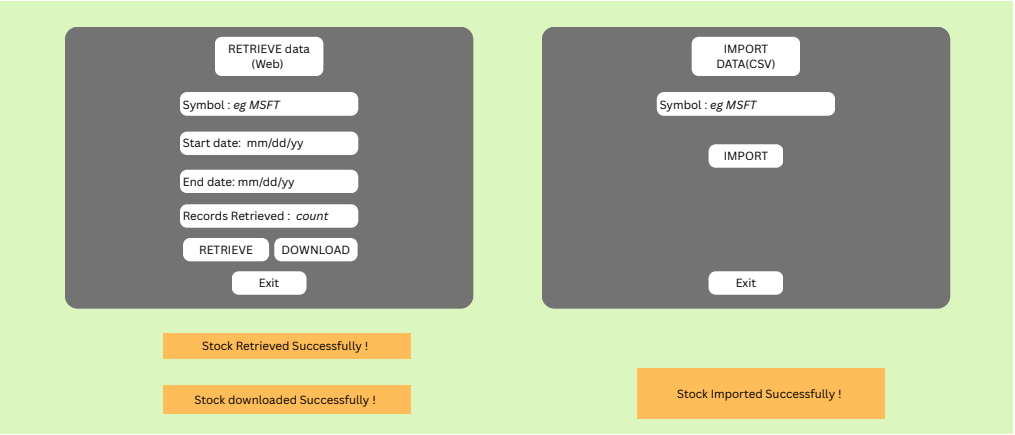 RETRIEVE data
(Web)
Symbol : eg MSFT
Start date: mm/dd/yy
End date: mm/dd/yy
Records Retrieved : count
RETRIEVE
DOWNLOAD
Exit
Stock Retrieved Successfully !
Stock downloaded Successfully !
IMPORT
DATA(CSV)
Symbol : eg MSFT
IMPORT
Exit
Stock Imported Successfully !